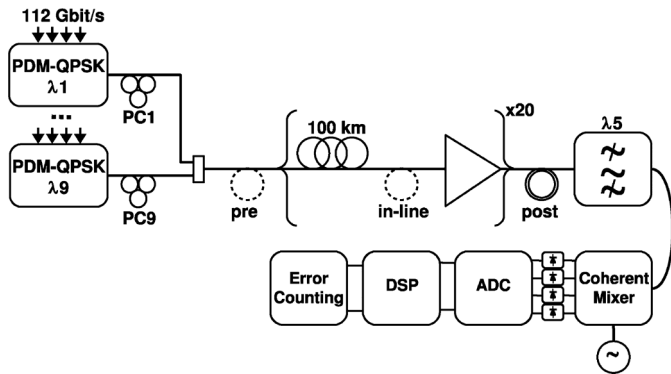 112 Gbit/s
PDM-QPSK
λ1
PC1
...
PDM-QPSK
λ9
PC9
pre
100 km
in-line
x20
post
λ5
Error
Counting
DSP
ADC
Coherent
Mixer
~